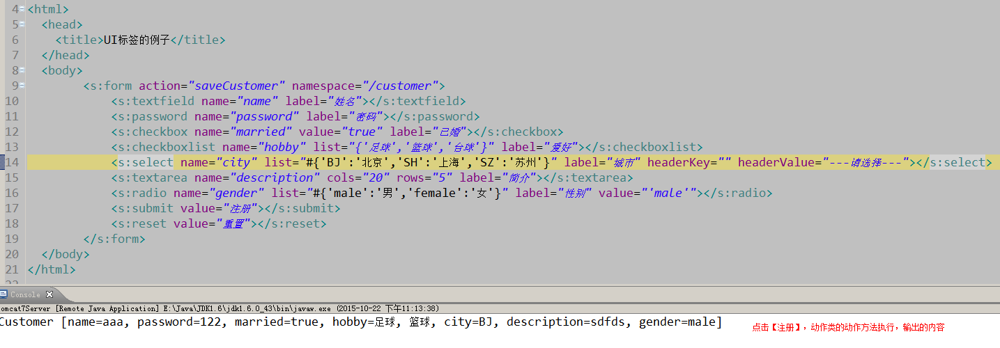 4 <html>
5 <head>
6 <title>UI标签的例子</title>
7 </head>
8 <body>
9 <s:form action="saveCustomer" namespace="/customer">
10 <s:textfield name="name" label="姓名"></s:textfield>
11 <s:password name="password" label="密码"></s:password>
12 <s:checkbox name="married" value="true" label="已婚"></s:checkbox>
13 <s:checkboxlist name="hobby" list="{'足球','篮球','台球'}" label="爱好"></s:checkboxlist>
14 <s:select name="city" list="#{'BJ':'北京','SH':'上海','SZ':'苏州'}" label="城市" headerKey="" headerValue="---请选择---"></s:select>
15 <s:textarea name="description" cols="20" rows="5" label="简介"></s:textarea>
16 <s:radio name="gender" list="#{'male':'男','female':'女'}" label="性别" value="'male'"></s:radio>
17 <s:submit value="注册"></s:submit>
18 <s:reset value="重置"></s:reset>
19 </s:form>
20 </body>
21 </html>
Console
omcat7Server [Remote Java Application] E:\Java\JDK1.6\jdk1.6.0_43\bin\javaw.exe (2015-10-22 下午11:13:38)
Customer [name=aaa, password=122, married=true, hobby=足球, 篮球, city=BJ, description=sdfds, gender=male]
点击【注册】，动作类的动作方法执行，输出的内容